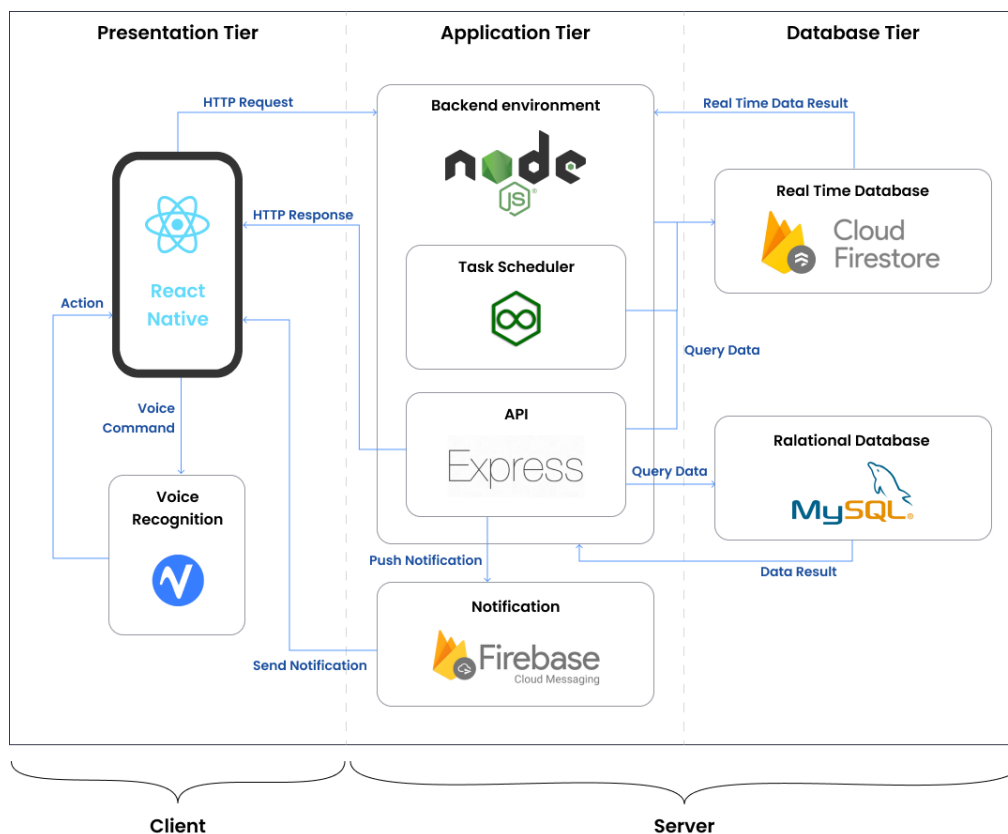 Presentation Tier
Application Tier
Database Tier
HTTP Request
Backend environment
node
JS
®
Real Time Data Result
HTTP Response
React
Native
Action
Task Scheduler
Real Time Database
Cloud
Firestore
Query Data
Voice
Command
API
Express
Query Data
Ralational Database
MySQL®
Voice
Recognition
Push Notification
Data Result
Notification
Firebase
Cloud Messaging
Send Notification
Client
Server